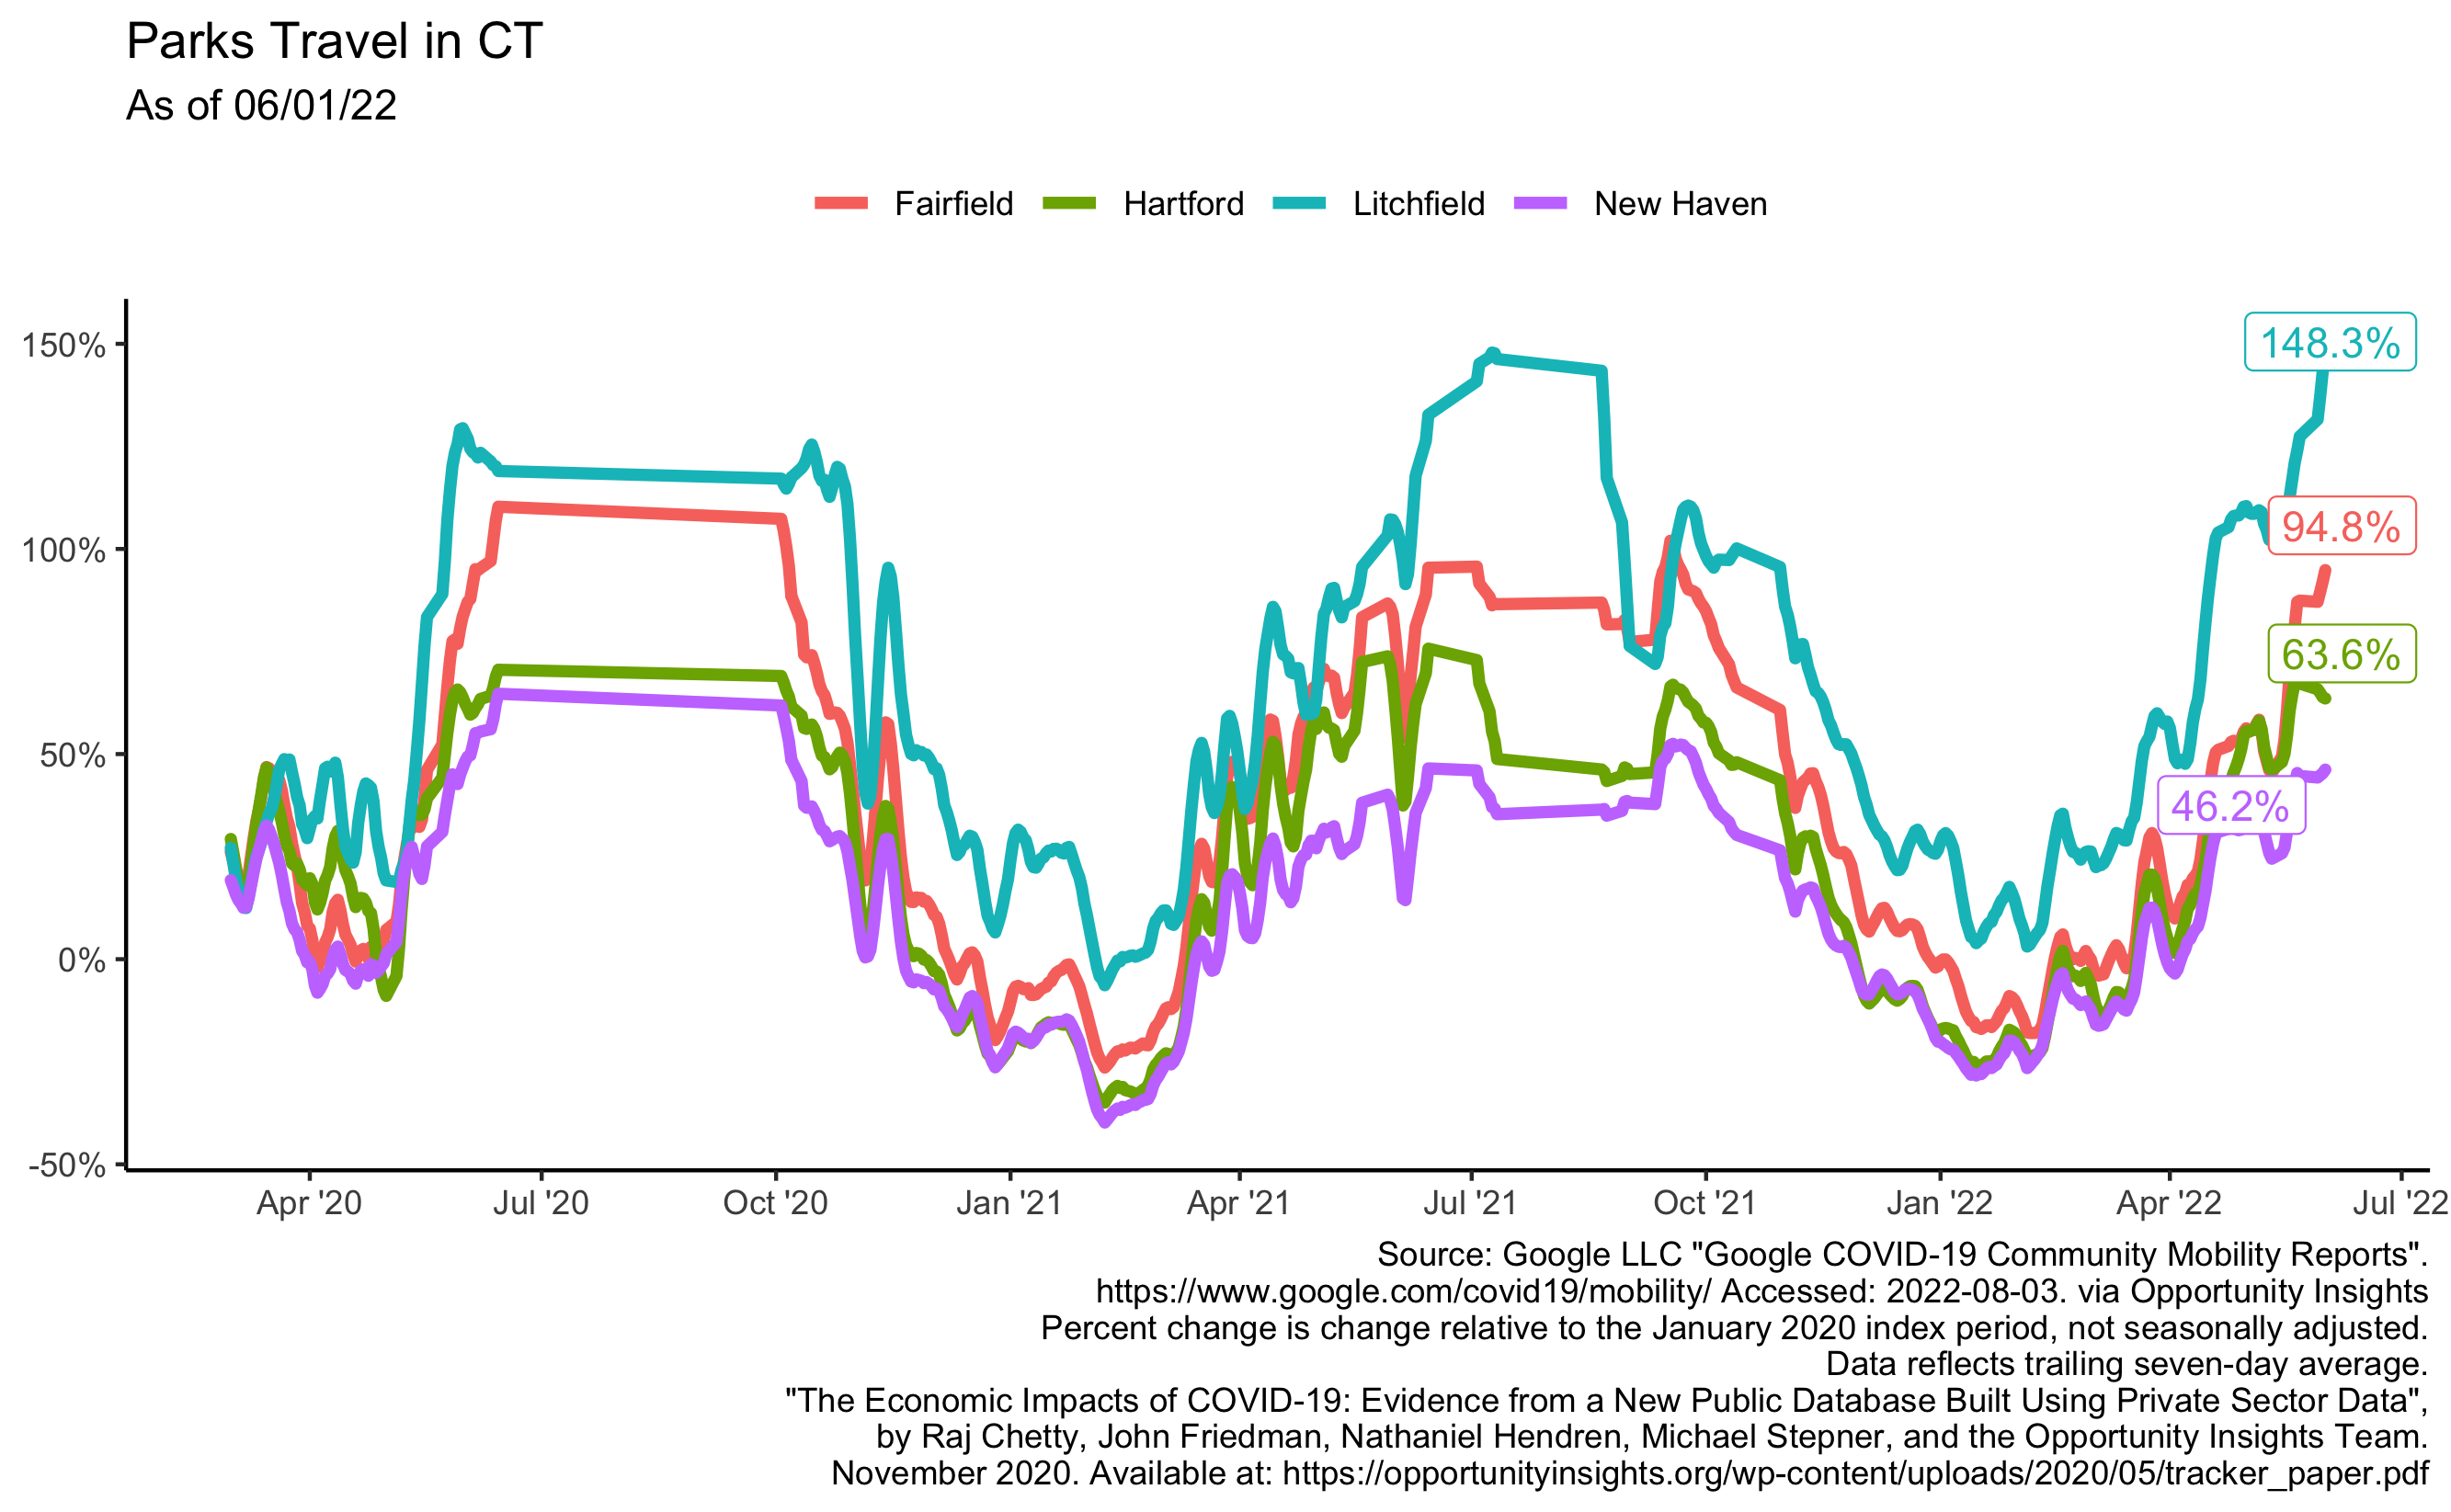 Parks Travel in CT
As of 06/01/22
Fairfield Hartford Litchfield New Haven
150%
100%
50%
0%
-50%
148.3%
94.8%
63.6%
46.2%
Apr '20 Jul '20 Oct '20 Jan '21 Apr '21 Jul '21 Oct '21 Jan '22 Apr '22 Jul '22
Source: Google LLC "Google COVID-19 Community Mobility Reports".
https://www.google.com/covid19/mobility/ Accessed: 2022-08-03. via Opportunity Insights
Percent change is change relative to the January 2020 index period, not seasonally adjusted.
Data reflects trailing seven-day average.
"The Economic Impacts of COVID-19: Evidence from a New Public Database Built Using Private Sector Data",
by Raj Chetty, John Friedman, Nathaniel Hendren, Michael Stepner, and the Opportunity Insights Team.
November 2020. Available at: https://opportunityinsights.org/wp-content/uploads/2020/05/tracker_paper.pdf